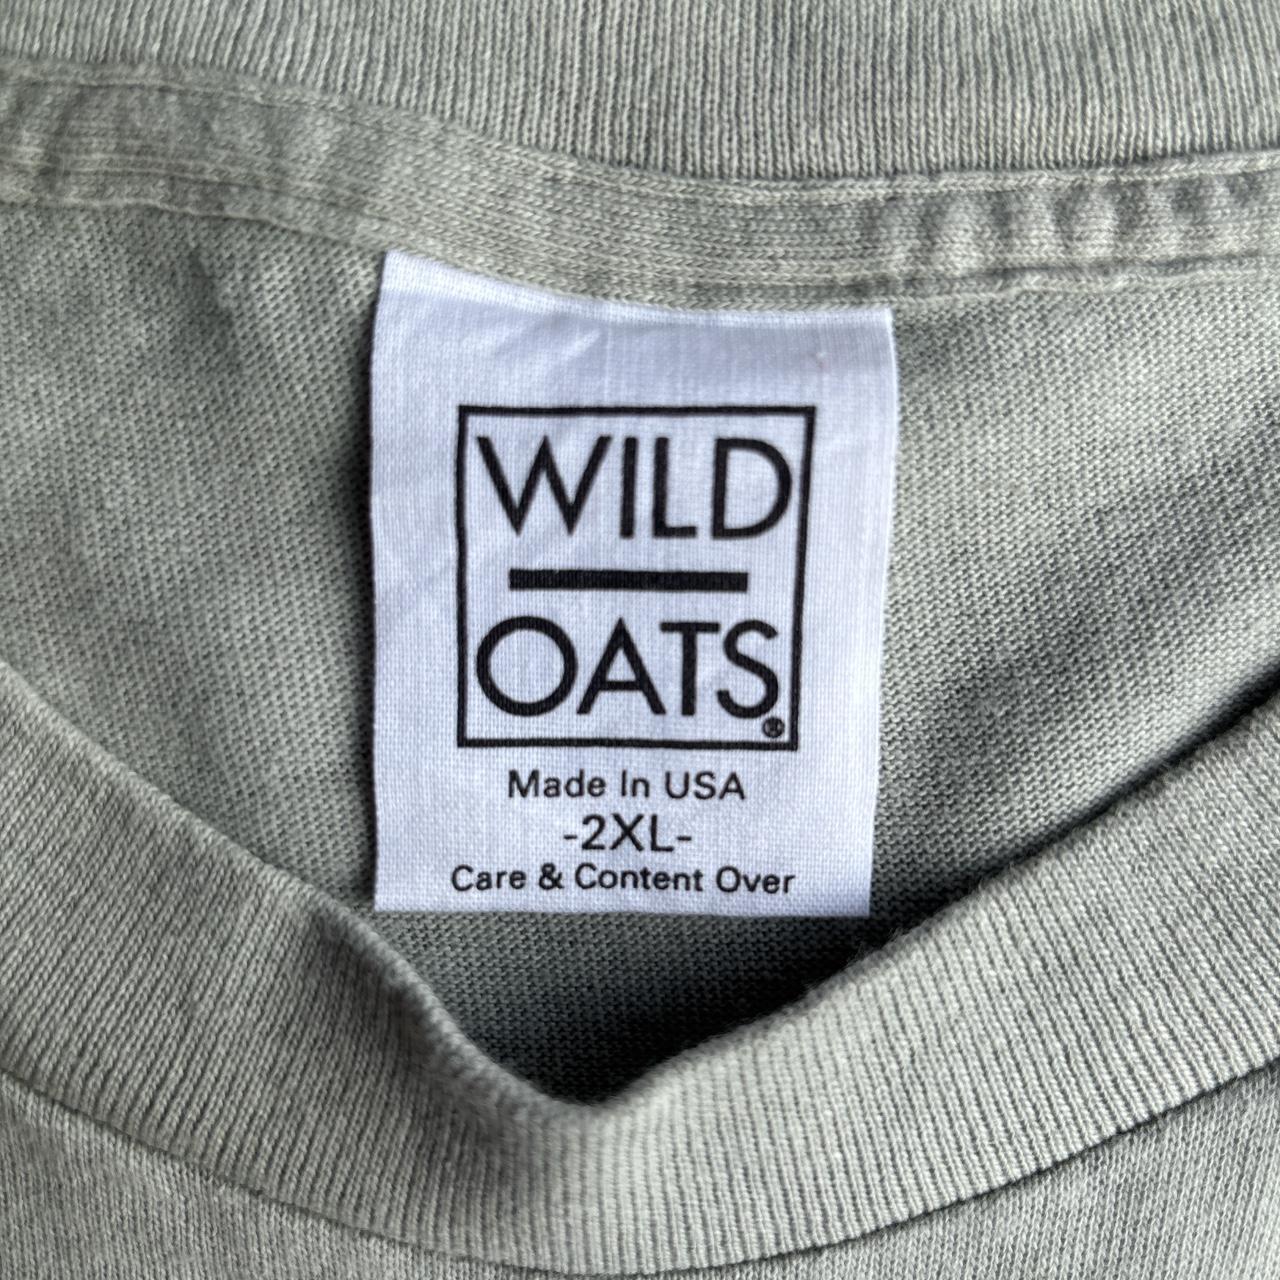 WILD
OATS®
Made In USA
-2XL-
Care & Content Over